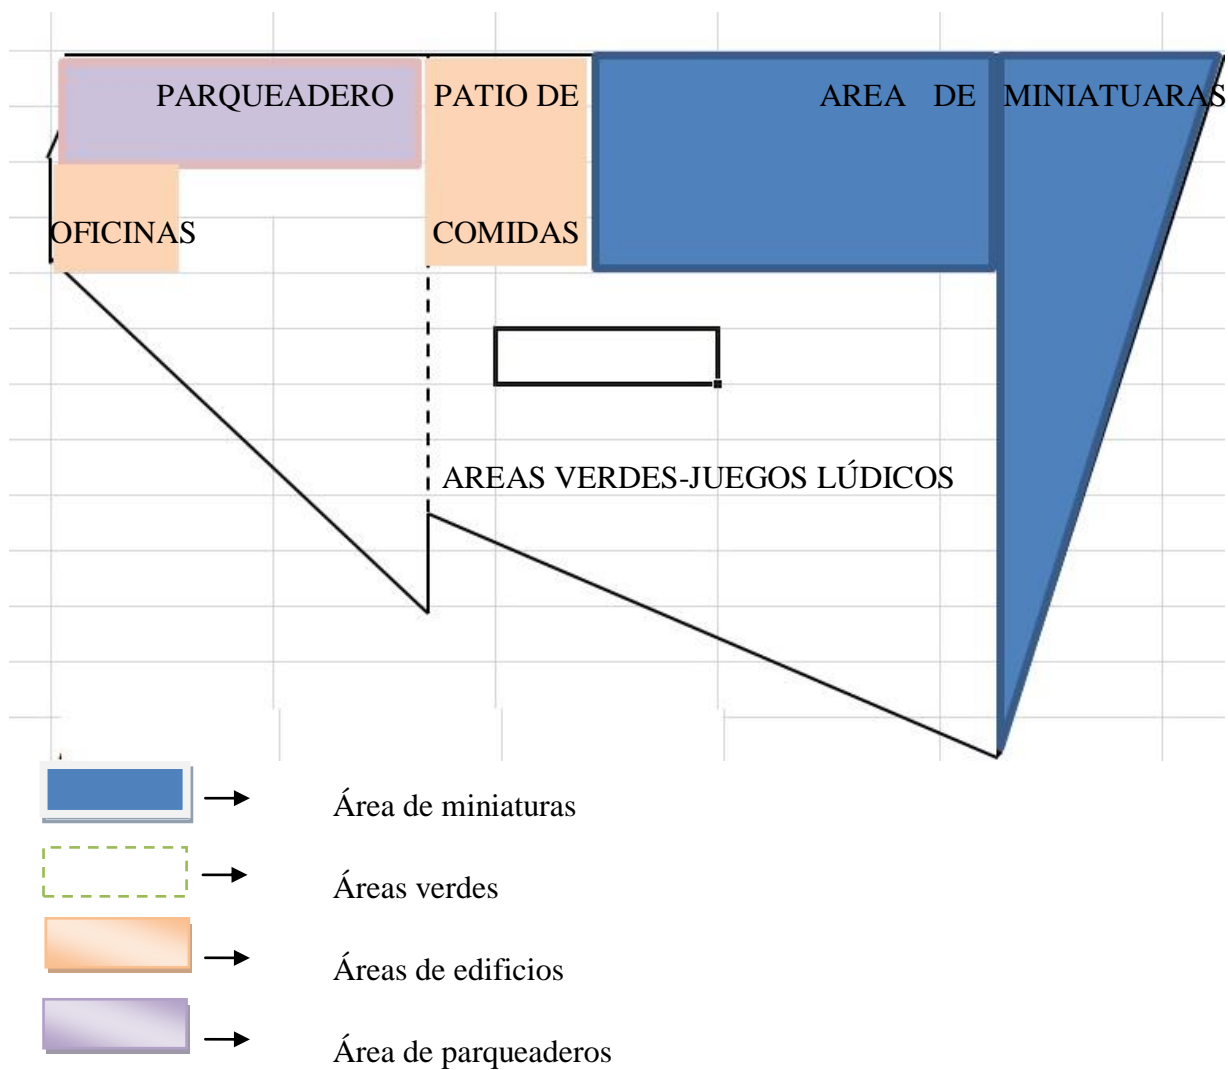 PARQUEADERO PATIO DE AREA DE MINIATUARAS
OFICINAS COMIDAS
AREAS VERDES-JUEGOS LÚDICOS
Área de miniaturas
Áreas verdes
Áreas de edificios
Área de parqueaderos